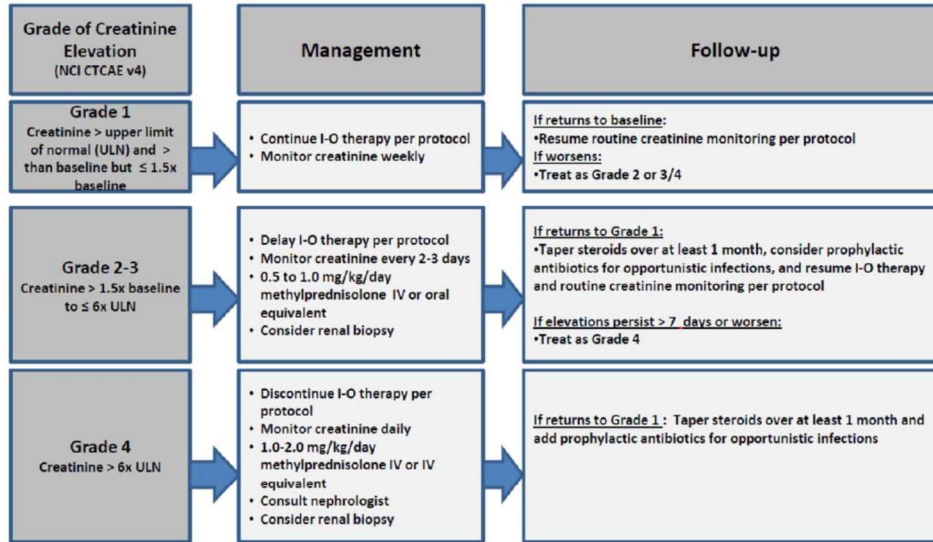 Grade of Creatinine
Elevation
(NCI CTCAE v4)
Management
Follow-up
Grade 1
Creatinine > upper limit
of normal (ULN) and >
than baseline but ≤ 1.5x
baseline
• Continue I-O therapy per protocol
• Monitor creatinine weekly
If returns to baseline:
•Resume routine creatinine monitoring per protocol
If worsens:
•Treat as Grade 2 or 3/4
Grade 2-3
Creatinine > 1.5x baseline
to ≤ 6x ULN
• Delay I-O therapy per protocol
• Monitor creatinine every 2-3 days
• 0.5 to 1.0 mg/kg/day
methylprednisolone IV or oral
equivalent
• Consider renal biopsy
If returns to Grade 1:
•Taper steroids over at least 1 month, consider prophylactic
antibiotics for opportunistic infections, and resume I-O therapy
and routine creatinine monitoring per protocol
If elevations persist > 7 days or worsen:
•Treat as Grade 4
Grade 4
Creatinine > 6x ULN
• Discontinue I-O therapy per
protocol
• Monitor creatinine daily
• 1.0-2.0 mg/kg/day
methylprednisolone IV or IV
equivalent
• Consult nephrologist
• Consider renal biopsy
If returns to Grade 1 : Taper steroids over at least 1 month and
add prophylactic antibiotics for opportunistic infections